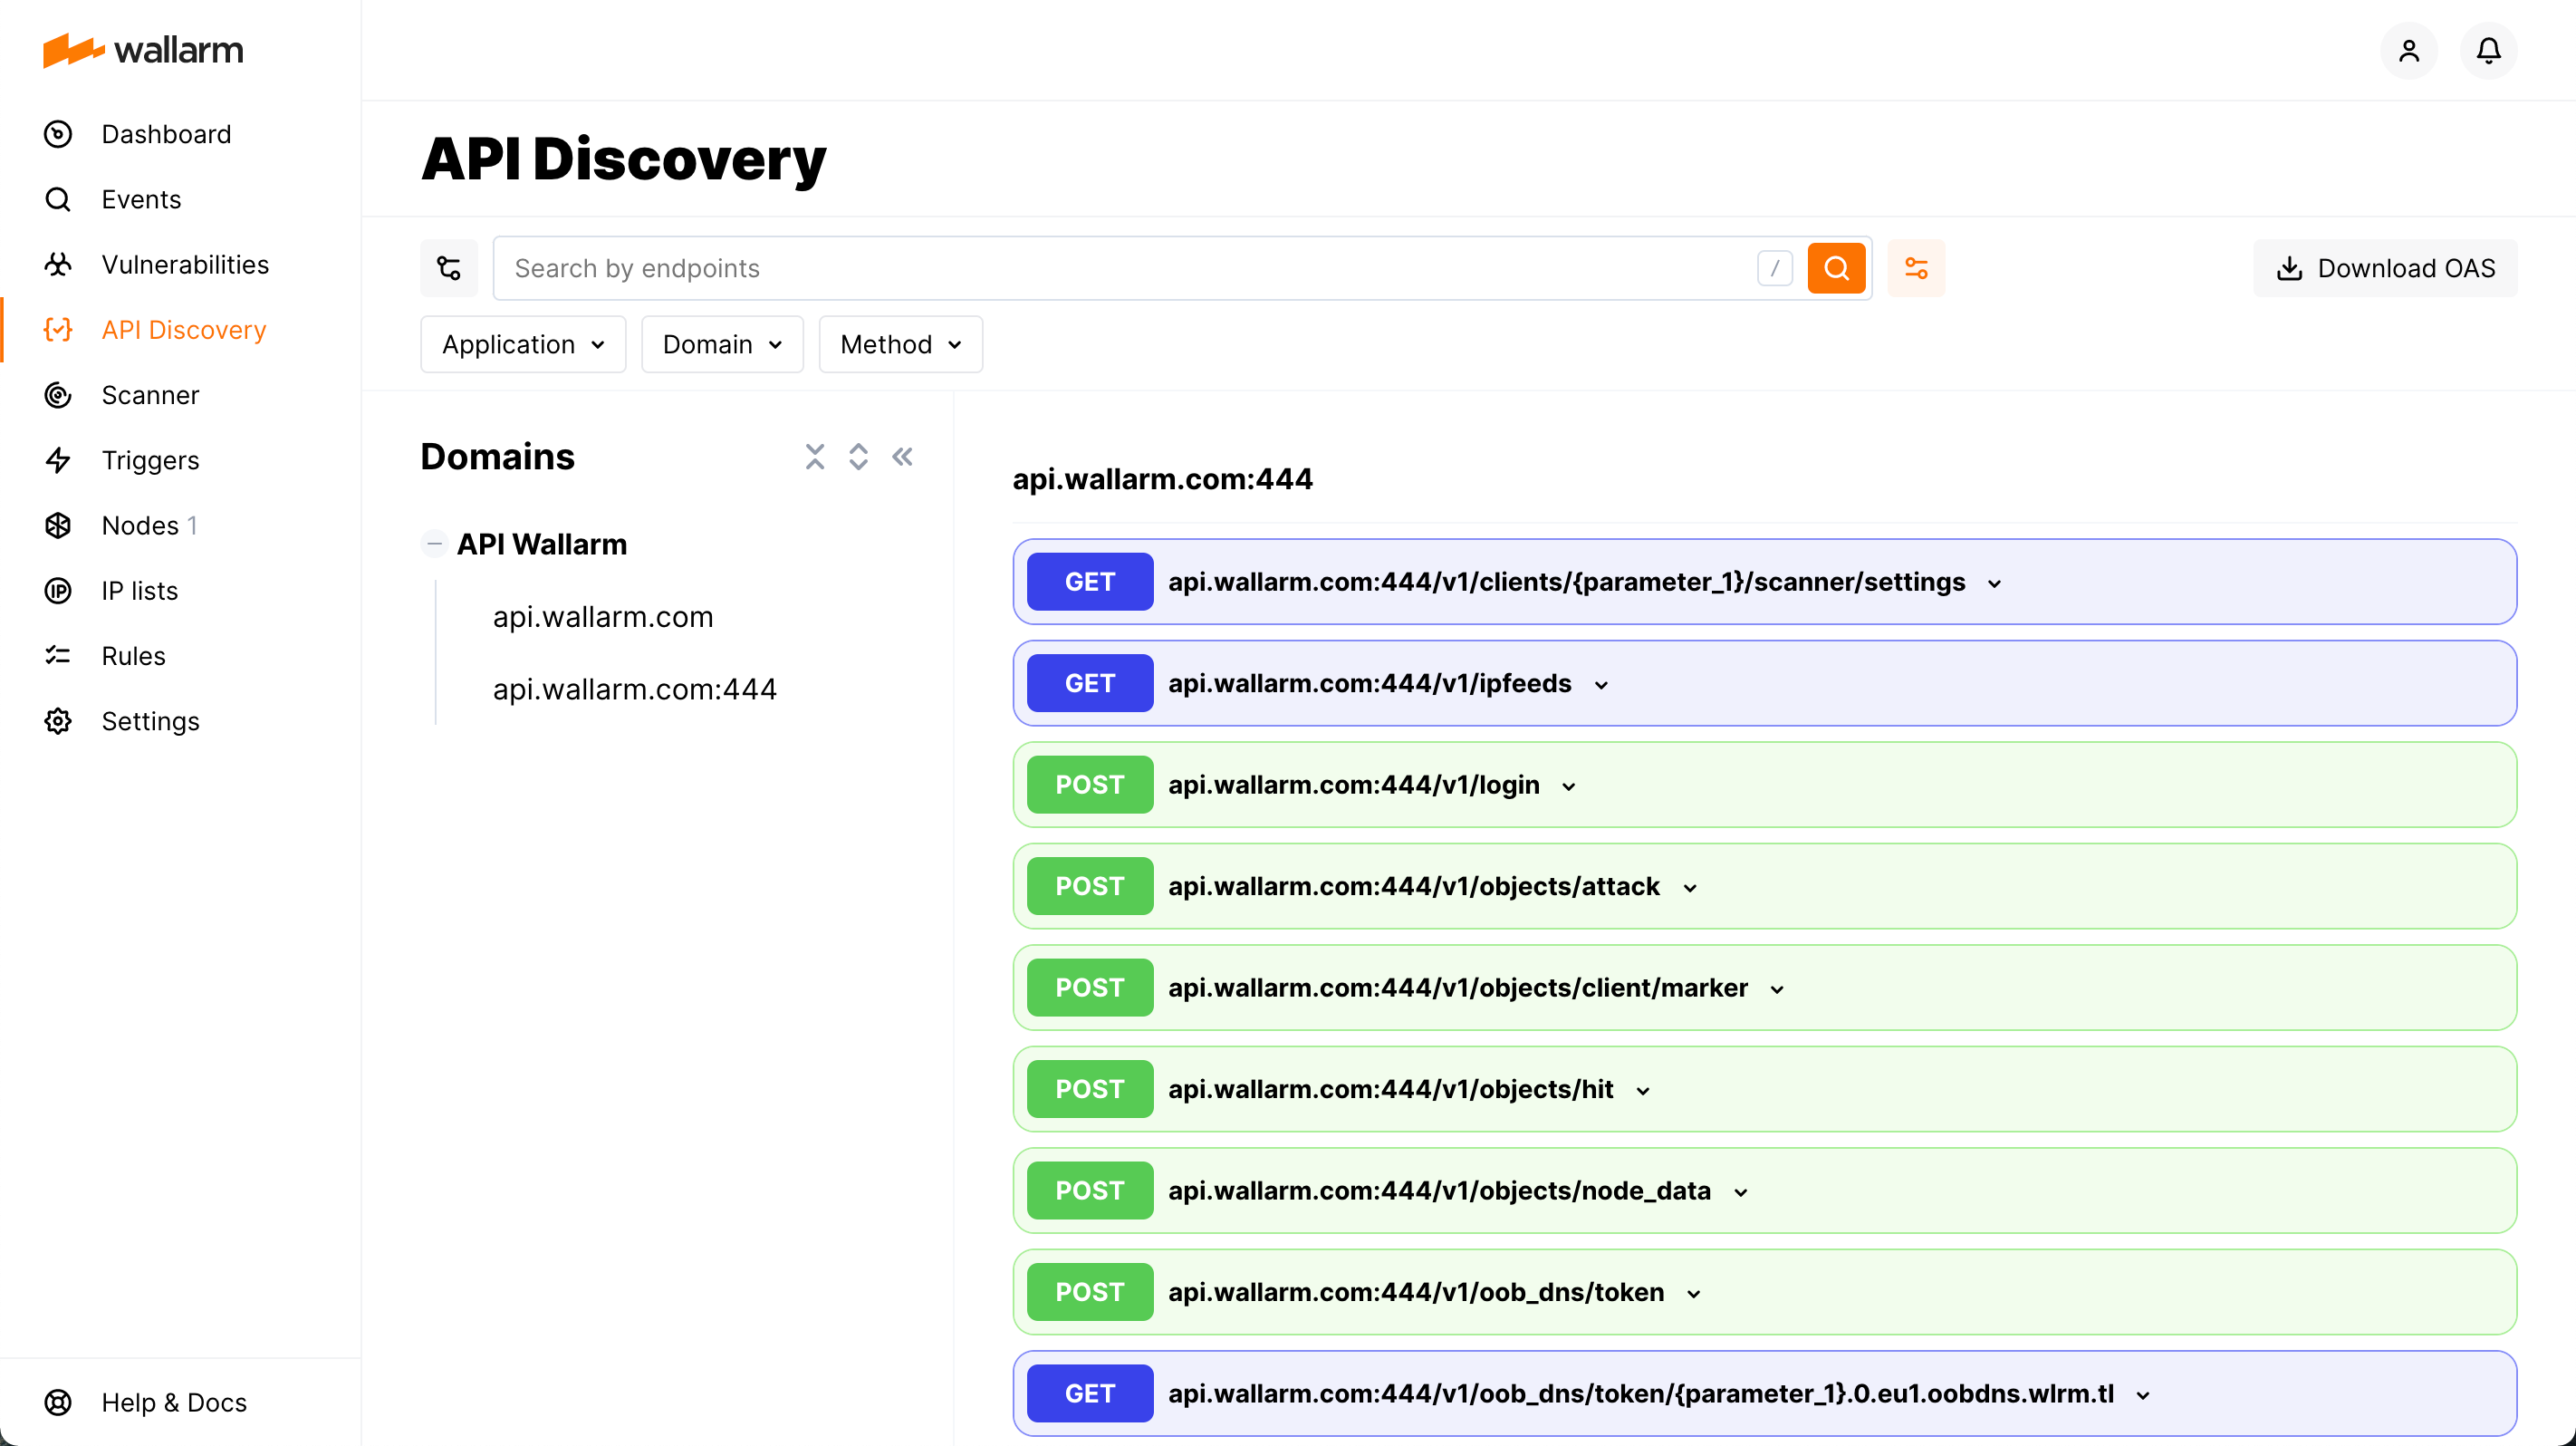 wallarm
Dashboard
Events
Vulnerabilities
API Discovery
Scanner
Triggers
Nodes 1
IP lists
Rules
Settings
Help & Docs
API Discovery
Search by endpoints
/
Download OAS
Application
Domain
Method
Domains
API Wallarm
api.wallarm.com
api.wallarm.com:444
api.wallarm.com:444
GET api.wallarm.com:444/v1/clients/{parameter_1}/scanner/settings
GET api.wallarm.com:444/v1/ipfeeds
POST api.wallarm.com:444/v1/login
POST api.wallarm.com:444/v1/objects/attack
POST api.wallarm.com:444/v1/objects/client/marker
POST api.wallarm.com:444/v1/objects/hit
POST api.wallarm.com:444/v1/objects/node_data
POST api.wallarm.com:444/v1/oob_dns/token
GET api.wallarm.com:444/v1/oob_dns/token/{parameter_1}.0.eu1.oobdns.wlrm.tl